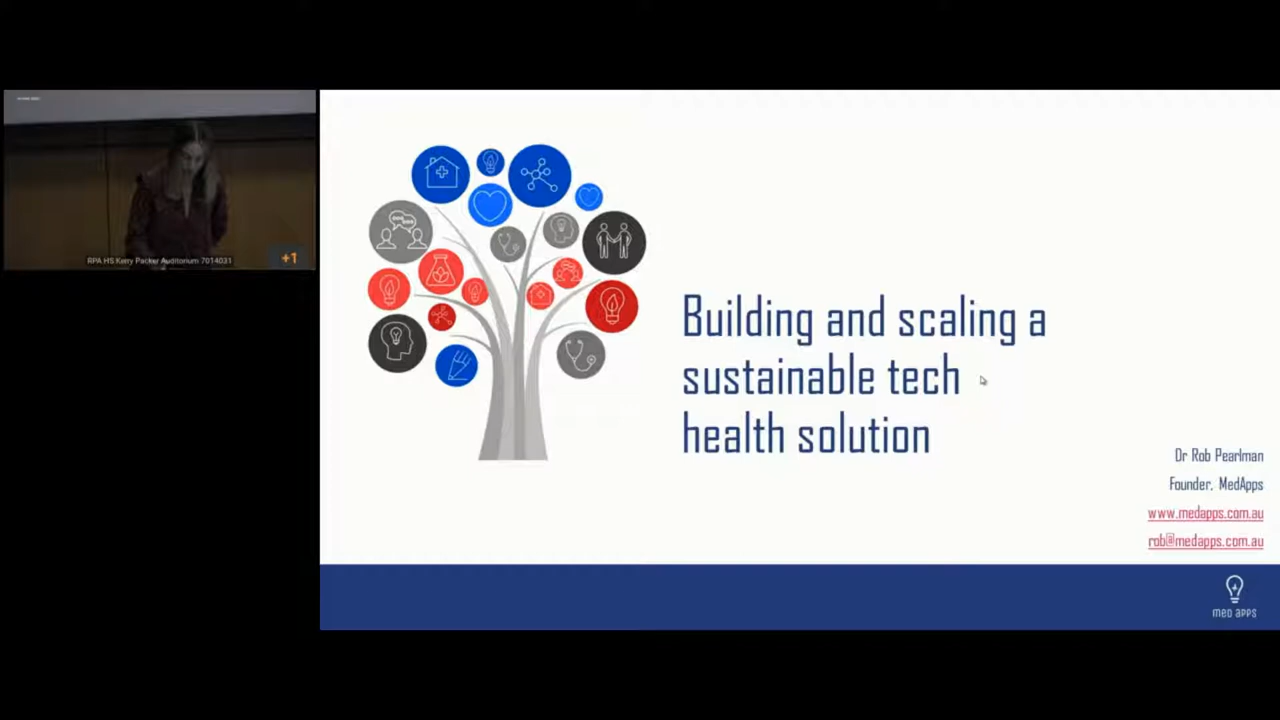 RPA HS Kerry Packer Auditorium 7014031
+1
Building and scaling a
sustainable tech
health solution
Dr Rob Pearlman
Founder, MedApps
www.medapps.com.au
rob@medapps.com.au
med apps